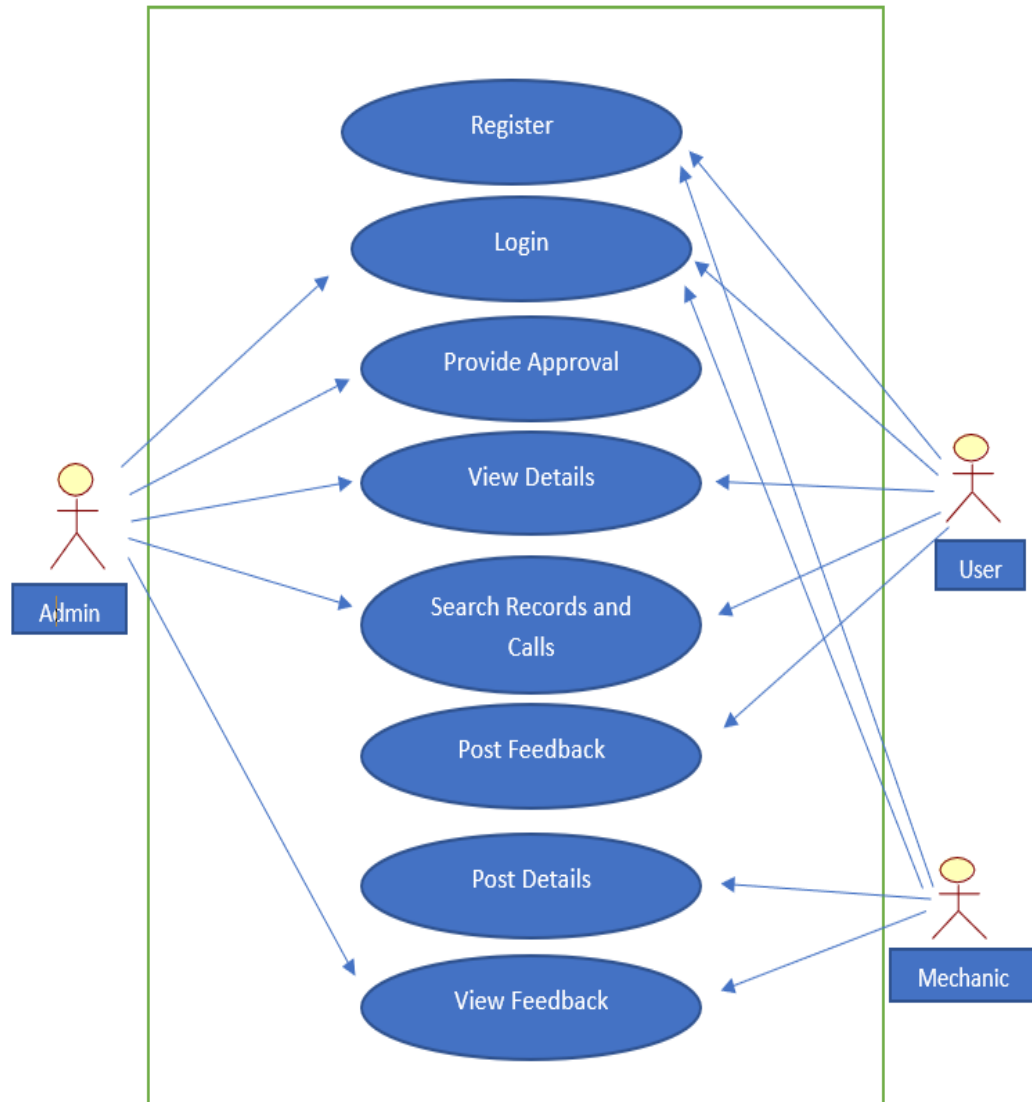 Register
Login
Provide Approval
View Details
Search Records and
Calls
Post Feedback
Post Details
View Feedback
Admin
User
Mechanic